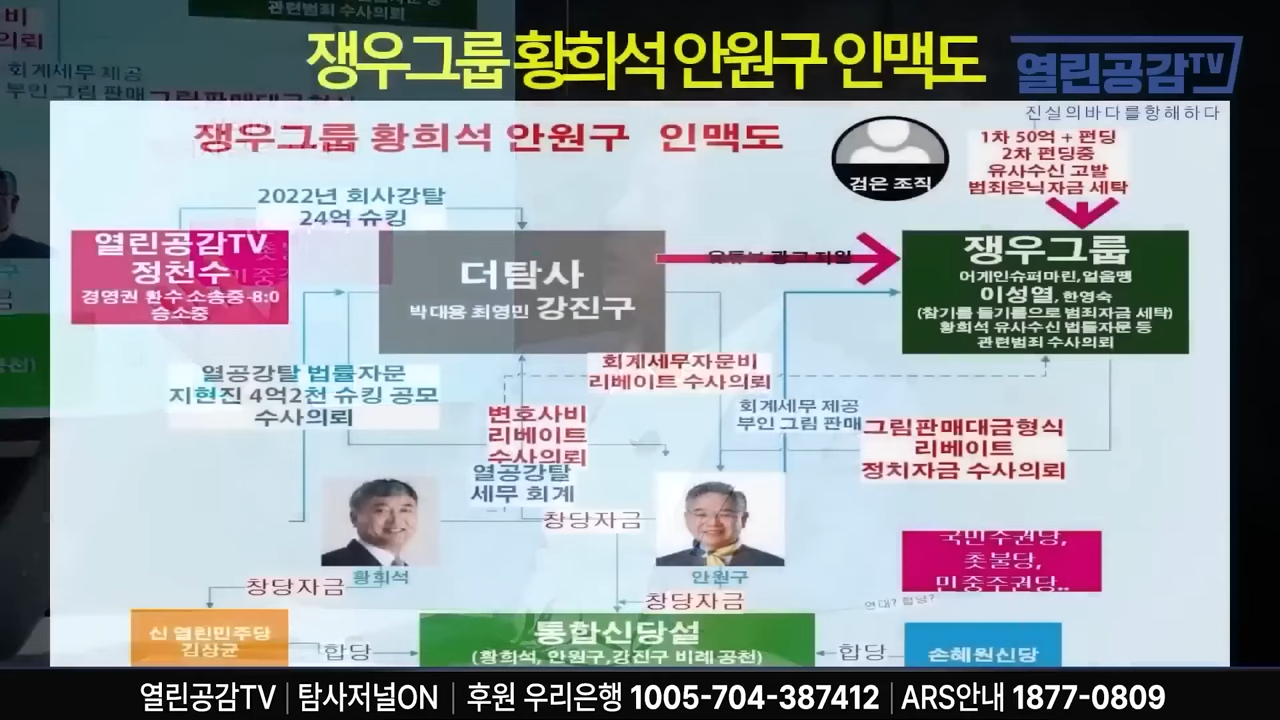 관련범죄 수사의뢰
비
의뢰
회계세무 제공
부인 그림 판매
쟁우그룹 황희석 안원구 인맥도
열린공감TV
진실의바다를항해하다
쟁우그룹 황희석 안원구 인맥도
검은 조직
1차 50억 + 펀딩
2차 펀딩중
유사수신 고발
범죄은닉자금 세탁
2022년 회사강탈
24억 슈킹
열린공감TV
정천수
경영권 환수 소송중-8:0
승소중
더탐사
박대용 최영민 강진구
유튜브 광고 지원
쟁우그룹
어게인슈퍼마린,얼음땡
이성열, 한영숙
(참기름 들기름으로 범죄자금 세탁)
황희석 유사수신 법률자문 등
관련범죄 수사의뢰
열공강탈 법률자문
지현진 4억2천 슈킹 공모
수사의뢰
회계세무자문비
리베이트 수사의뢰
변호사비
리베이트
수사의뢰
열공강탈
세무 회계
회계세무 제공
부인 그림 판매
그림판매대금형식
리베이트
정치자금 수사의뢰
창당자금
황희석
안원구
창당자금
창당자금
국민주권당,
촛불당,
민중주권당..
연대? 협당?
신 열린민주당
김상균
합당
통합신당설
(황희석, 안원구,강진구 비례공천)
합당
손혜원신당
열린공감TV | 탐사저널ON | 후원 우리은행 1005-704-387412 | ARS안내 1877-0809